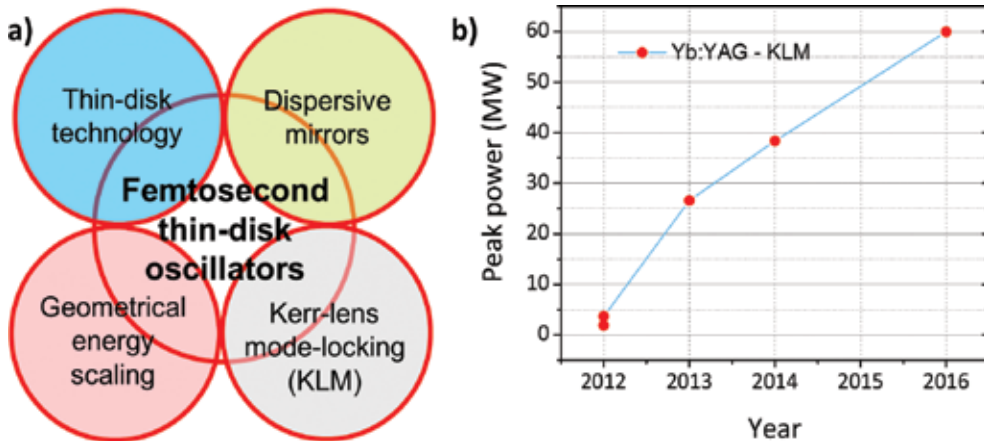 a)
Thin-disk
technology
Dispersive
mirrors
Femtosecond
thin-disk
oscillators
Geometrical
energy
scaling
Kerr-lens
mode-locking
(KLM)
b)
Yb:YAG - KLM
Peak power (MW)
60
50
40
30
20
10
0
2012
2013
2014
2015
2016
Year